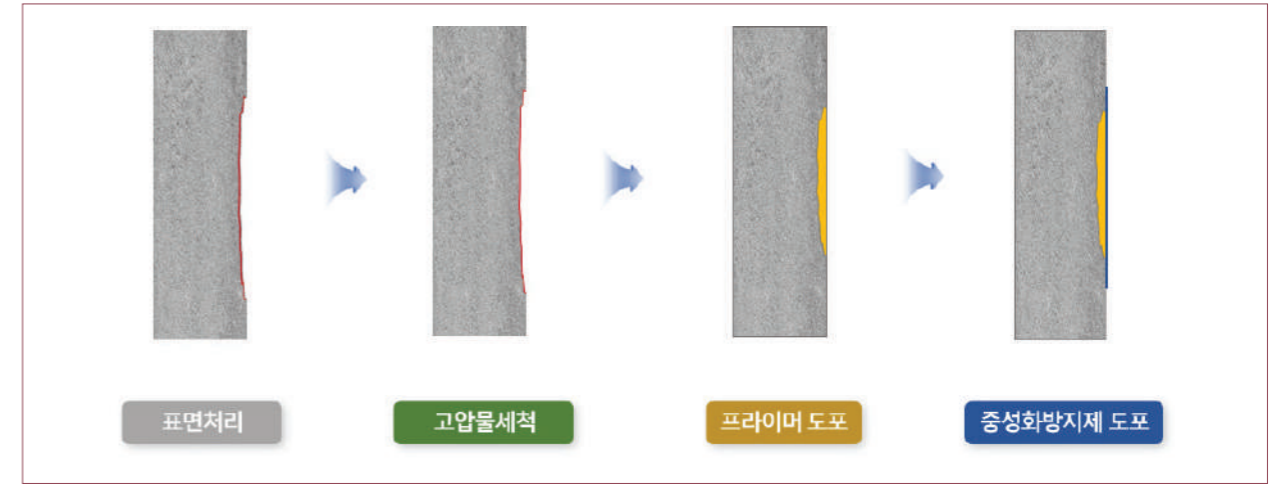 표면처리
고압물세척
프라이머 도포
중성화방지제 도포